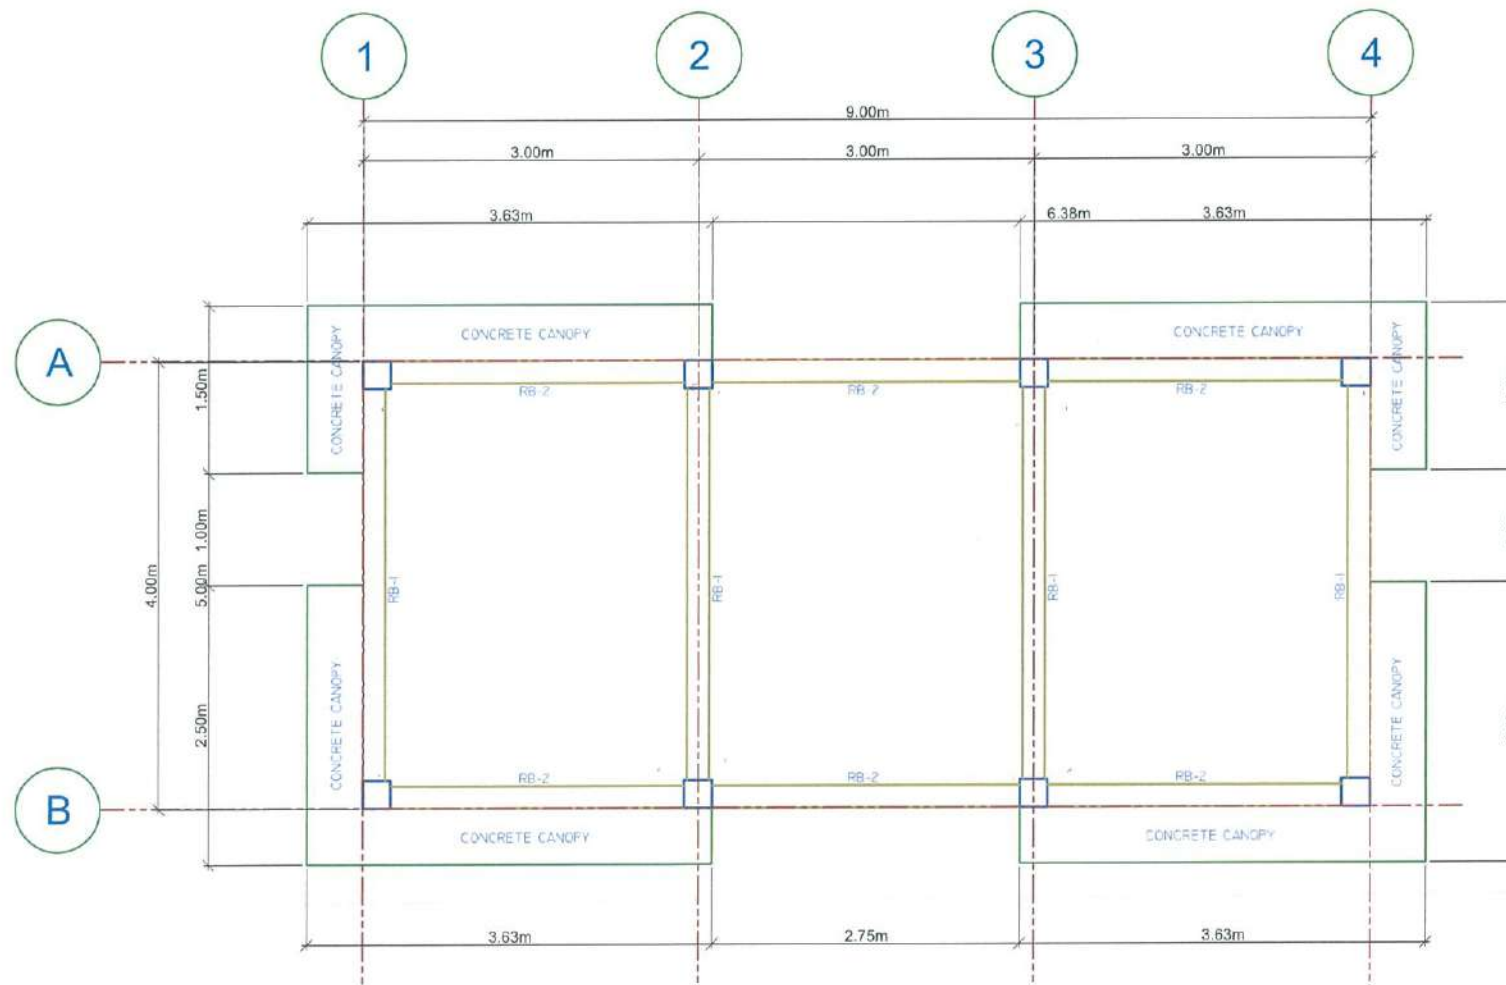 1
2
3
4
9.00m
3.00m
3.00m
3.00m
3.63m
6.38m
3.63m
CONCRETE CANOPY
CONCRETE CANOPY
A
CONCRETE CANOPY
CONCRETE CANOPY
1.50m
RB-2
RB-2
RB-2
1.00m
4.00m
5.00m
RB-1
RB-1
RB-1
RB-1
2.50m
CONCRETE CANOPY
CONCRETE CANOPY
RB-2
RB-2
RB-2
B
CONCRETE CANOPY
CONCRETE CANOPY
3.63m
2.75m
3.63m